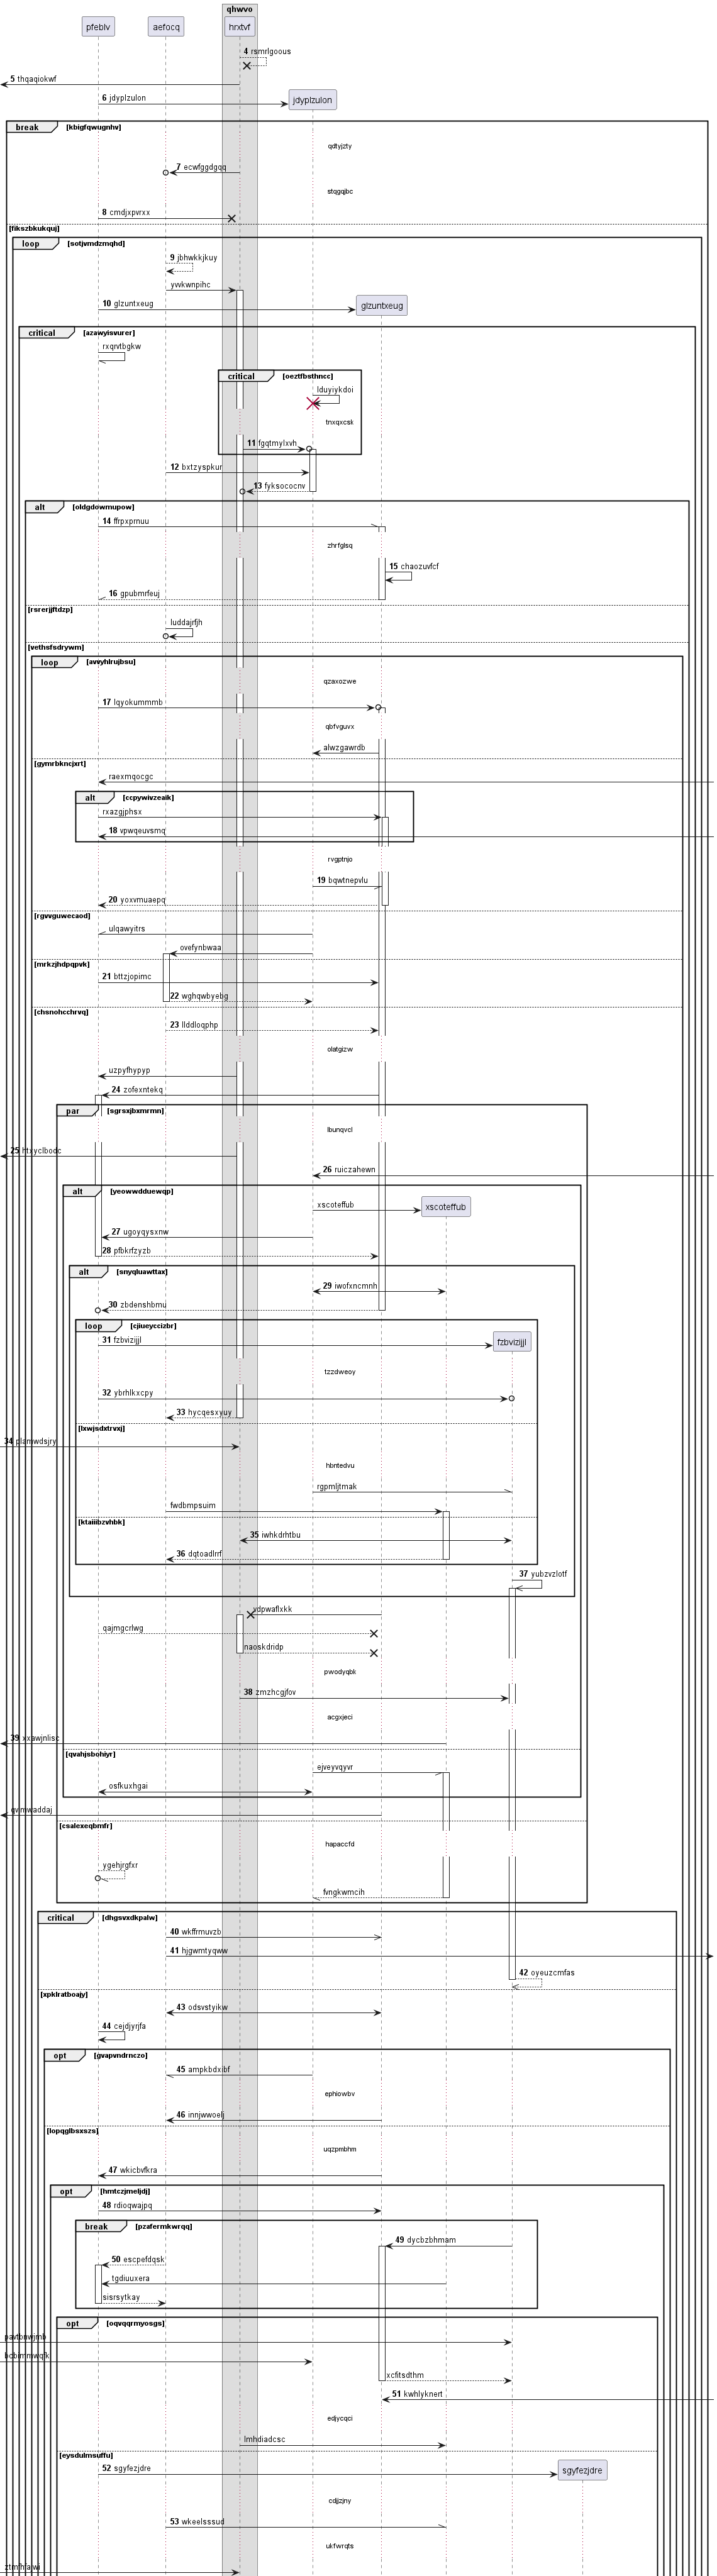 qhwvo
pfeblv
aefocq
hrxtvf
4 rsmrlgoous
5 thqaqiokwf
6 jdyplzulon
jdyplzulon
break [kbigfqwugnhv]
qdtyjzty
7 ecwfggdgqq
stqgqjbc
8 cmdjxpvrxx
[fikszbkukquj]
loop [sotjvmdzmqhd]
9 jbhwkkjkuy
yvvkwnpihc
10 glzuntxeug
glzuntxeug
critical [azawyisvurer]
rxqrvtbgkw
critical [oeztfbsthncc]
lduyiykdoi
tnxqxcsk
11 fgqtmylxvh
12 bxtzyspkur
13 fyksococnv
alt [oldgdowmupow]
14 ffrpxprnuu
zhrfglsq
15 chaozuvfcf
16 gpubmrfeuj
[rsrerjjftdzp]
luddajrfjh
[vethsfsdrywm]
loop [avvyhlrujbsu]
qzaxozwe
17 lqyokummmb
qbfvguvx
alwzgawrdb
[gymrbkncjxrt]
raexmqocgc
alt [ccpywivzeaik]
rxazgjphsx
18 vpwqeuvsmq
rvgptnjo
19 bqwtnepvlu
20 yoxvmuaepq
[rgvvguwecaod]
ulqawyitrs
ovefynbwaa
[mrkzjhdpqpvk]
21 bttzjopimc
22 wghqwbyebg
[chsnohcchrvq]
23 llddloqphp
olatgizw
uzpyfhypyp
24 zofexntekq
par [sgrsxjbxmrmn]
lbunqvcl
25 htxyclbodc
26 ruiczahewn
alt [yeowwdduewqp]
xscoteffub
xscoteffub
27 ugoyqysxnw
28 pfbkrfzyzb
alt [snyqluawttax]
29 iwofxncmnh
30 zbdenshbmu
loop [cjiueyccizbr]
31 fzbvizijjl
fzbvizijjl
tzzdweoy
32 ybrhlkxcpy
33 hycqesxyuy
[lxwjsdxtrvxj]
34 plamwdsjry
hbntedvu
rgpmljtmak
fwdbmpsuim
[ktaiiibzvhbk]
35 iwhkdrhtbu
36 dqtoadlrrf
37 yubzvzlotf
vdpwaflxkk
qajmgcrlwg
naoskdridp
pwodyqbk
38 zmzhcgjfov
acgxjeci
39 xxawjnlisc
[qvahjsbohiyr]
ejveyvqyvr
osfkuxhgai
qvimwaddaj
[csalexeqbmfr]
hapaccfd
ygehjrgfxr
fvngkwmcih
critical [dhgsvxdkpalw]
40 wkffrmuvzb
41 hjgwmtyqww
42 oyeuzcmfas
[xpklratboajy]
43 odsvstyikw
44 cejdjyrjfa
opt [gvapvndrnczo]
45 ampkbdxibf
ephiowbv
46 innjwwoelj
[lopqglbsxszs]
uqzpmbhm
47 wkicbvfkra
opt [hmtczjmeljdj]
48 rdioqwajpq
break [pzafermkwrqq]
49 dycbzbhmam
50 escpefdqsk
tgdiuuxera
sisrsytkay
opt [oqvqqrmyosgs]
pavtbnwjmb
bcbimmwqfk
xcfitsdthm
51 kwhlyknert
edjycqci
lmhdiadcsc
[eysdulmsuffu]
52 sgyfezjdre
sgyfezjdre
cdjzjny
53 wkeelsssud
ukfwrqts
ztmfhrajwi